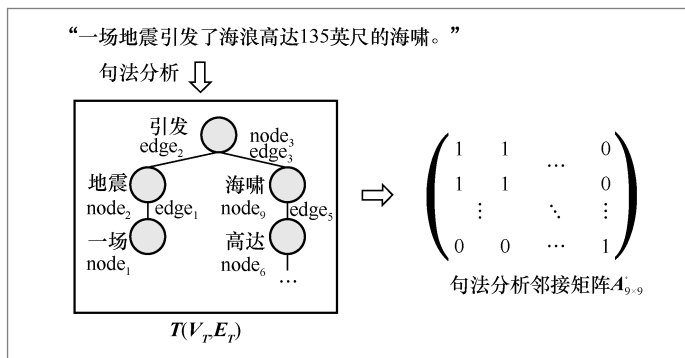 “一场地震引发了海浪高达135英尺的海啸。”
句法分析
引发 node₃
edge₂ edge₃
地震 海啸
node₂ edge₁ node₉ edge₅
一场 高达
node₁ node₆
…
T(V_T,E_T)
1 1 … 0
1 1 0
⋮ ⋱ ⋮
0 0 … 1
句法分析邻接矩阵A₉ₓ₉